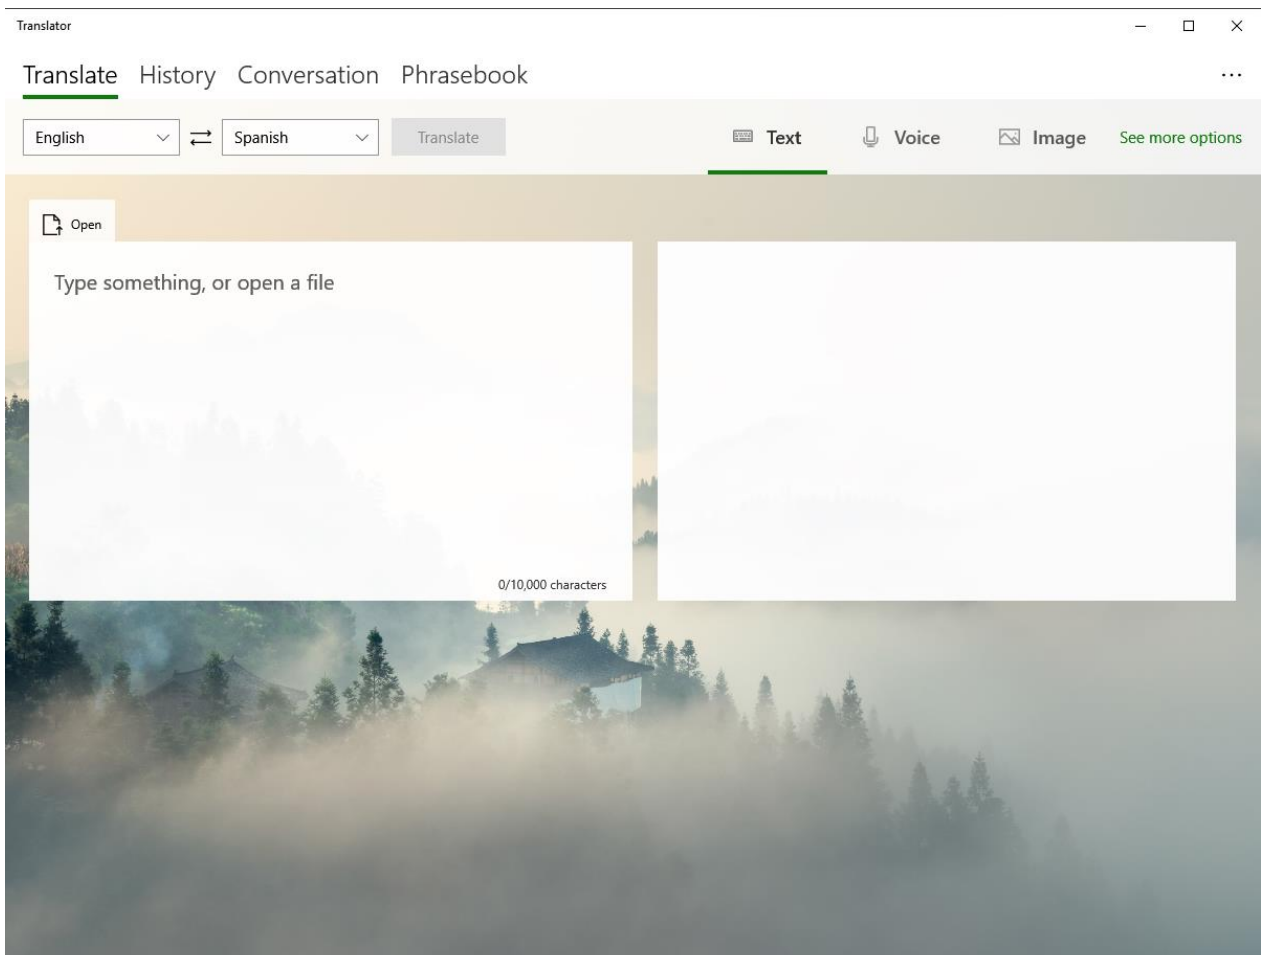 Translator
Translate History Conversation Phrasebook ...
English Spanish Translate Text Voice Image See more options
Open
Type something, or open a file
0/10,000 characters